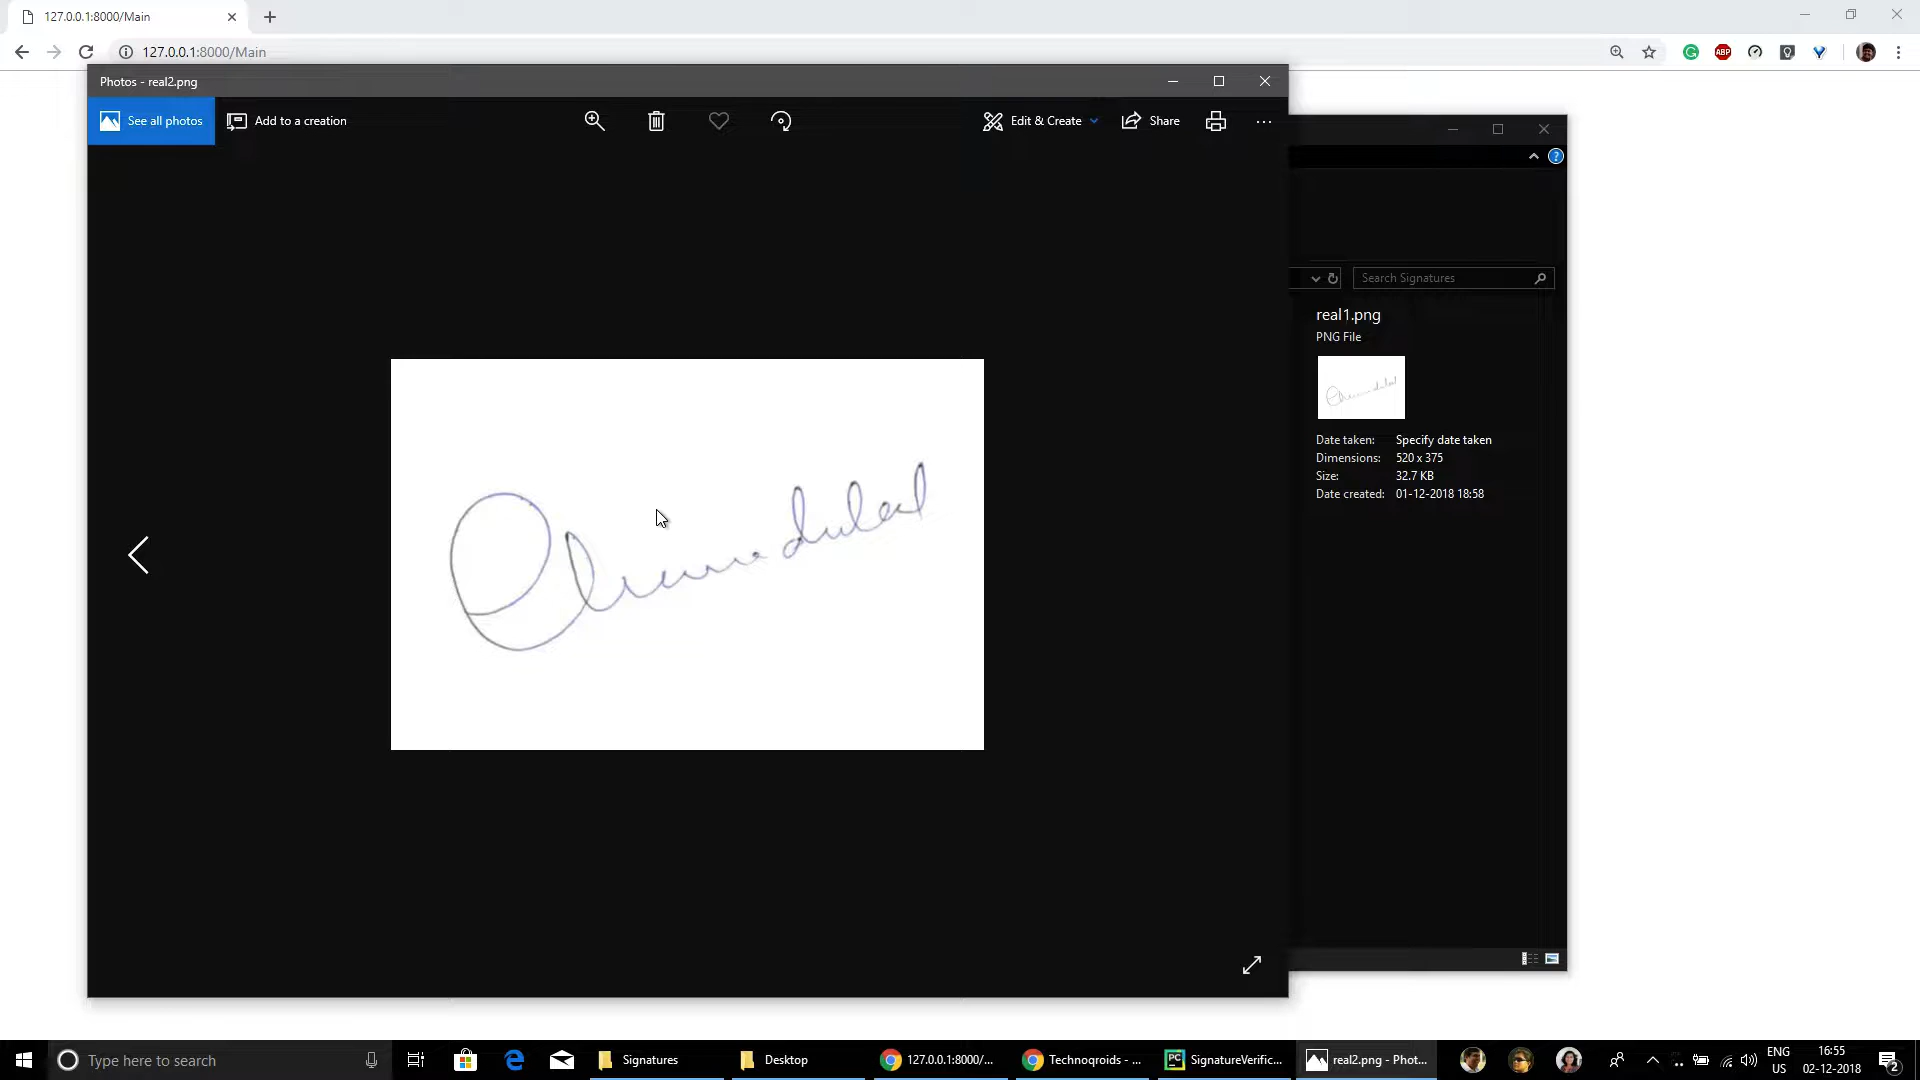 127.0.0.1:8000/Main
127.0.0.1:8000/Main
ABP
Photos - real2.png
See all photos
Add to a creation
Edit & Create
Share
Search Signatures
real1.png
PNG File
Date taken: Specify date taken
Dimensions: 520 x 375
Size: 32.7 KB
Date created: 01-12-2018 18:58
Type here to search
Signatures
Desktop
127.0.0.1:8000/...
Technoqroids - ...
PC
SignatureVerific...
real2.png - Phot...
ENG
US
16:55
02-12-2018
2